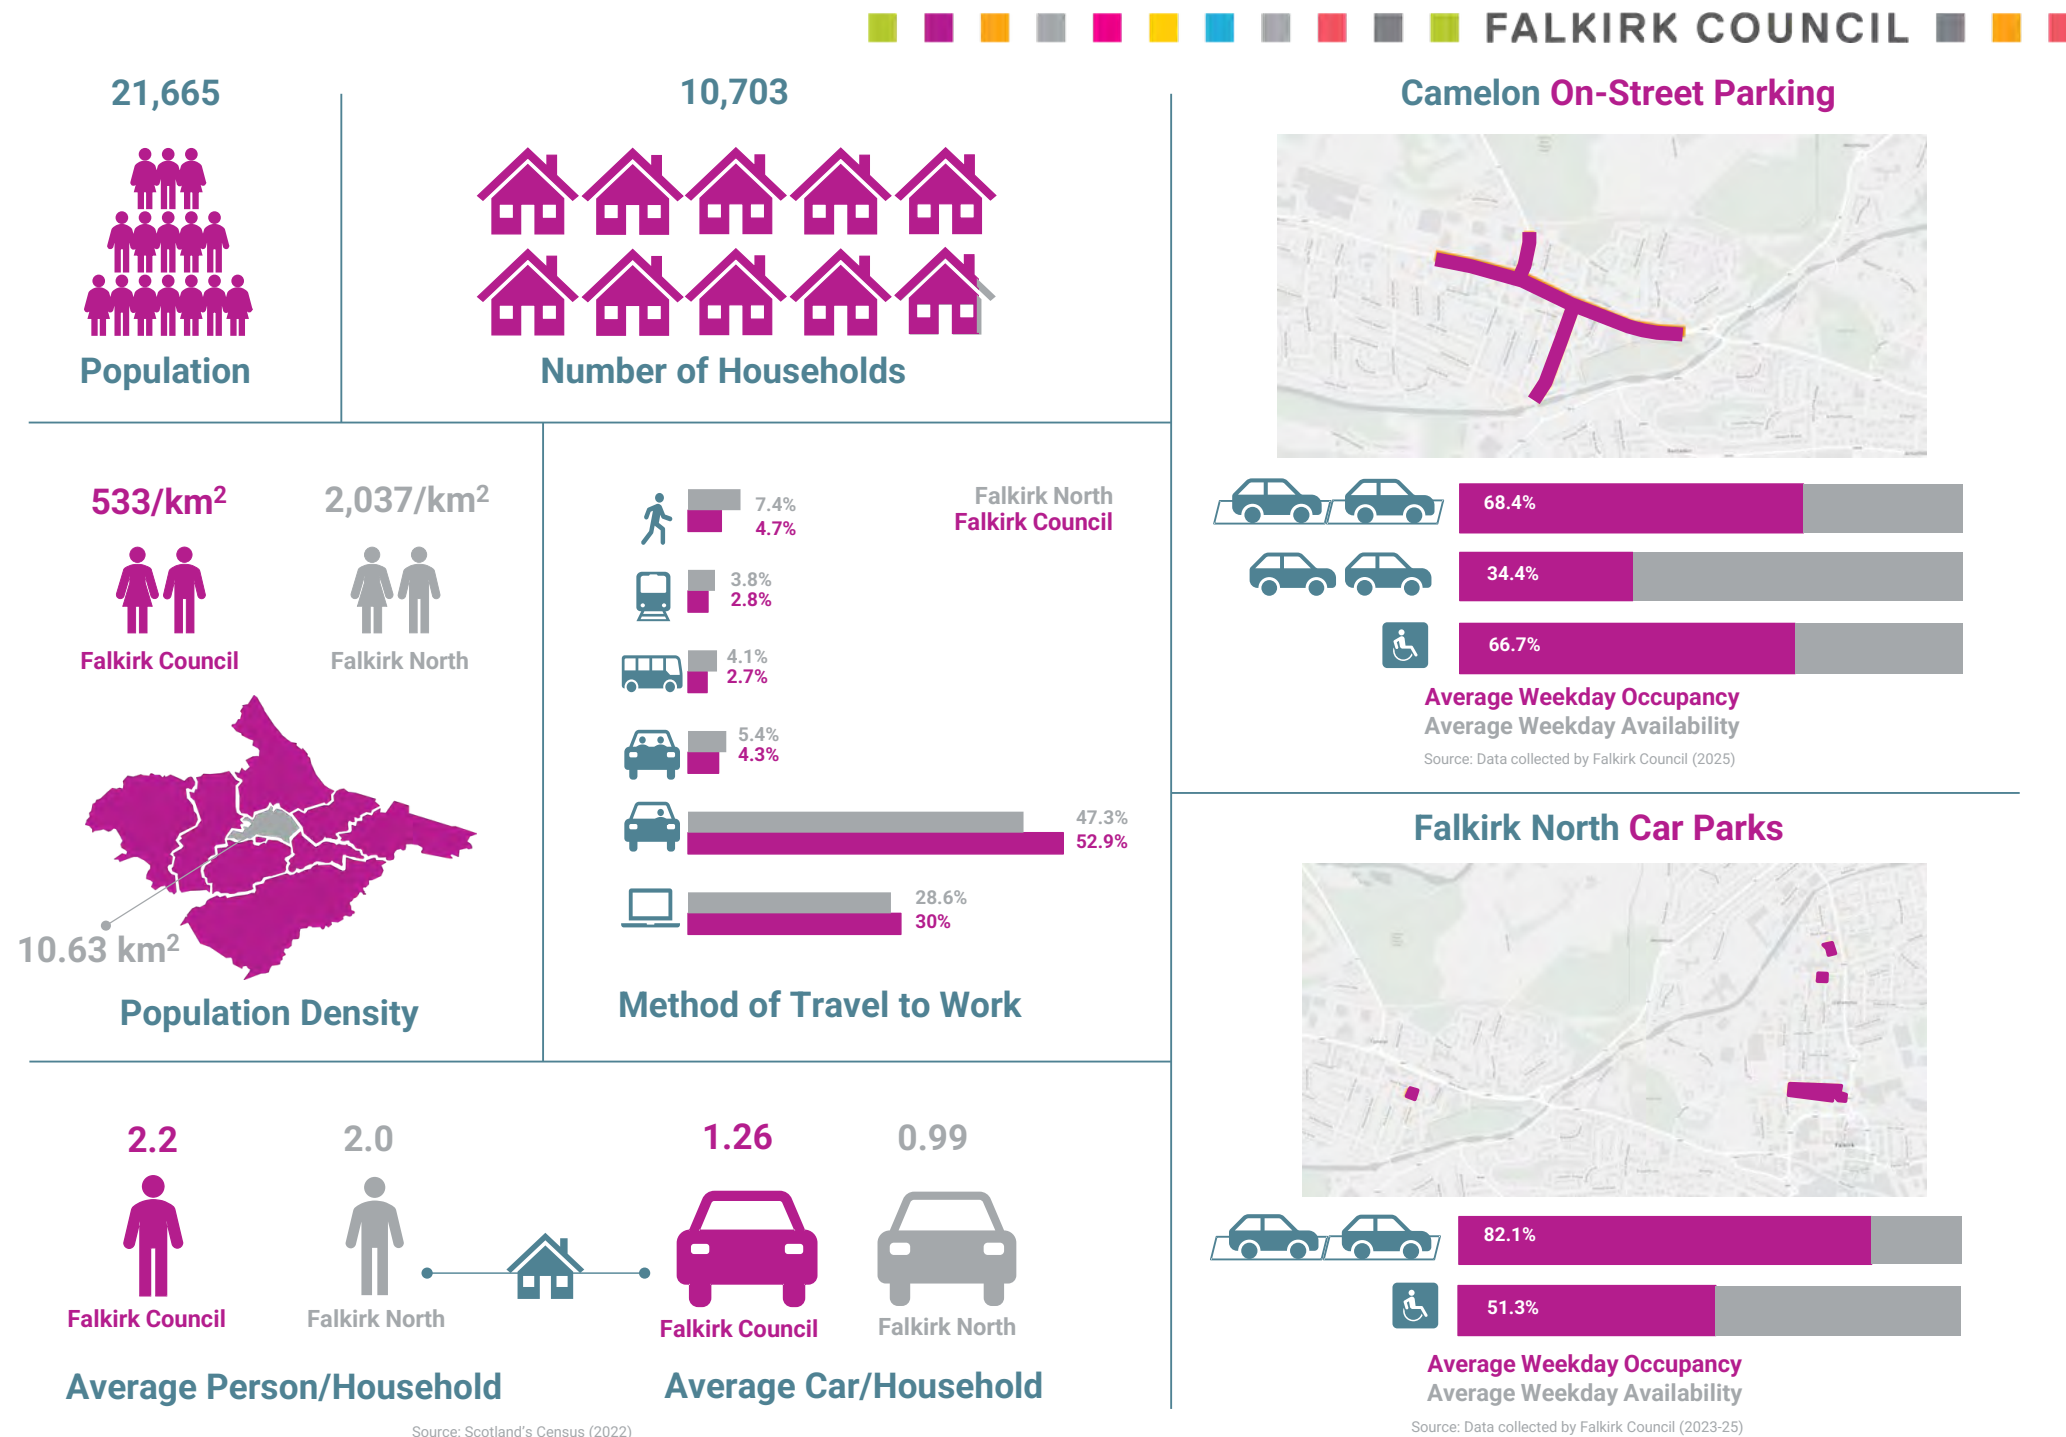 FALKIRK COUNCIL
21,665
Population
10,703
Number of Households
533/km²
2,037/km²
Falkirk Council
Falkirk North
10.63 km²
Population Density
Falkirk North
Falkirk Council
7.4%
4.7%
3.8%
2.8%
4.1%
2.7%
5.4%
4.3%
47.3%
52.9%
28.6%
30%
Method of Travel to Work
2.2
2.0
Falkirk Council
Falkirk North
Average Person/Household
1.26
0.99
Falkirk Council
Falkirk North
Average Car/Household
Source: Scotland's Census (2022)
Camelon On-Street Parking
68.4%
34.4%
66.7%
Average Weekday Occupancy
Average Weekday Availability
Source: Data collected by Falkirk Council (2025)
Falkirk North Car Parks
Falkirk
82.1%
51.3%
Average Weekday Occupancy
Average Weekday Availability
Source: Data collected by Falkirk Council (2023-25)